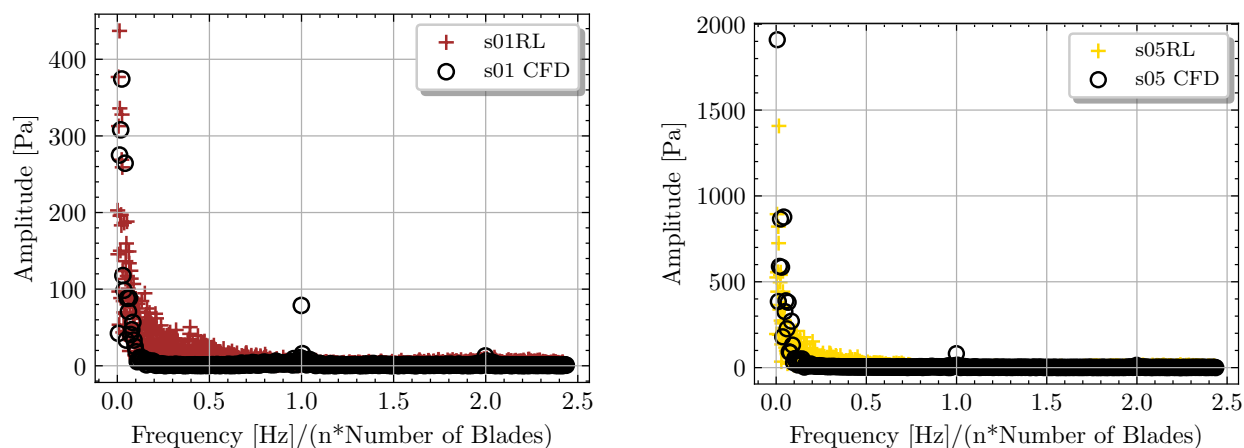 s01RL
s01 CFD
Amplitude [Pa]
400
300
200
100
0
0.0 0.5 1.0 1.5 2.0 2.5
Frequency [Hz]/(n*Number of Blades)
s05RL
s05 CFD
Amplitude [Pa]
2000
1500
1000
500
0
0.0 0.5 1.0 1.5 2.0 2.5
Frequency [Hz]/(n*Number of Blades)